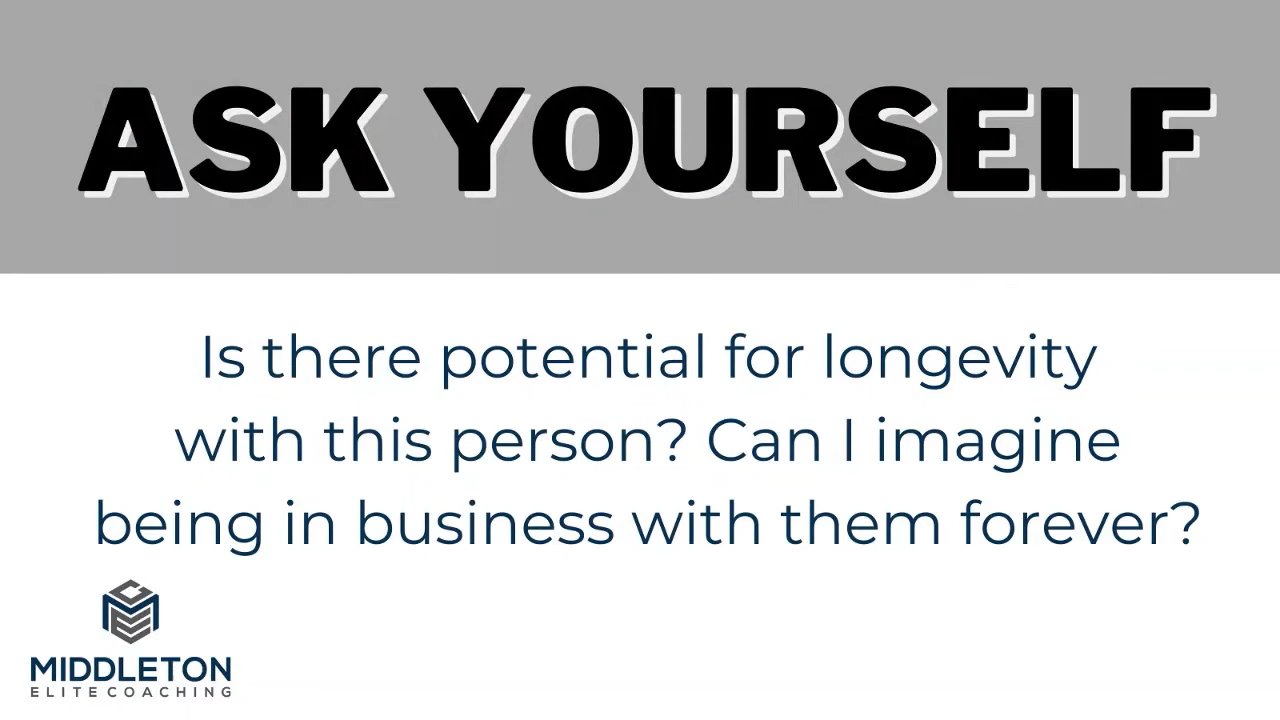 ASK YOURSELF
Is there potential for longevity
with this person? Can I imagine
being in business with them forever?
MIDDLETON
ELITE COACHING